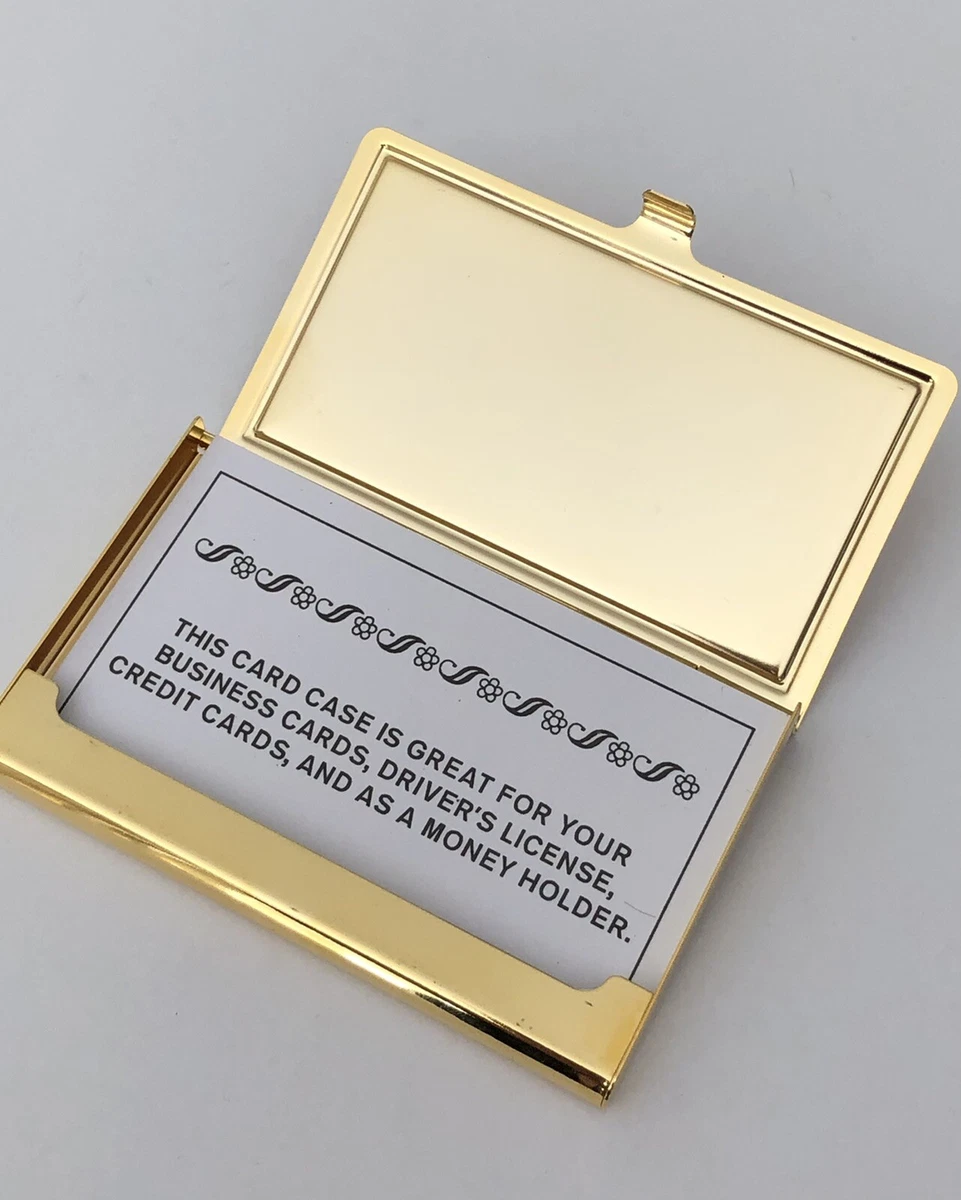 THIS CARD CASE IS GREAT FOR YOUR
BUSINESS CARDS, DRIVER'S LICENSE,
CREDIT CARDS, AND AS A MONEY HOLDER.